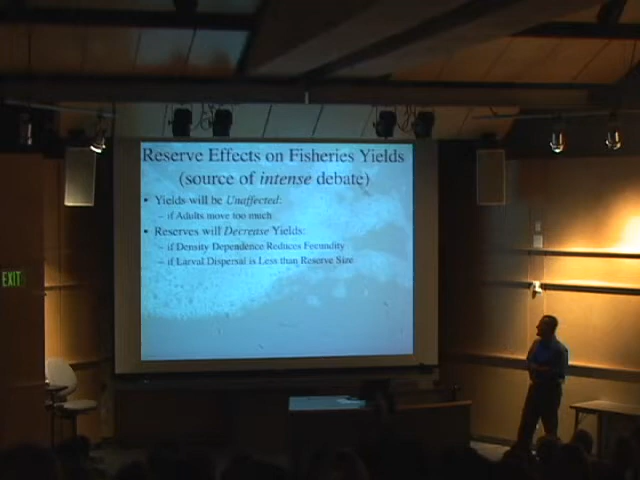 Reserve Effects on Fisheries Yields
(source of intense debate)
• Yields will be Unaffected:
– if Adults move too much
• Reserves will Decrease Yields:
– if Density Dependence Reduces Fecundity
– if Larval Dispersal is Less than Reserve Size
EXIT